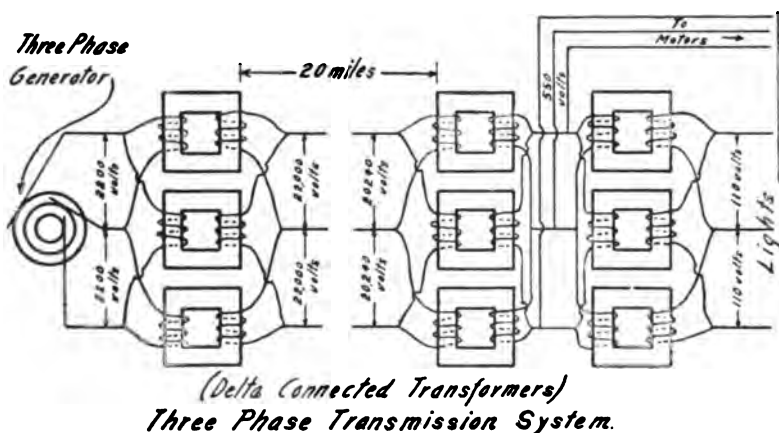 Three Phase
Generator
20 miles
To
Motors
550
volts
2200
volts
2200
volts
22,000
volts
22,000
volts
20,240
volts
20,240
volts
110 volts
110 volts
Lights
(Delta Connected Transformers)
Three Phase Transmission System.